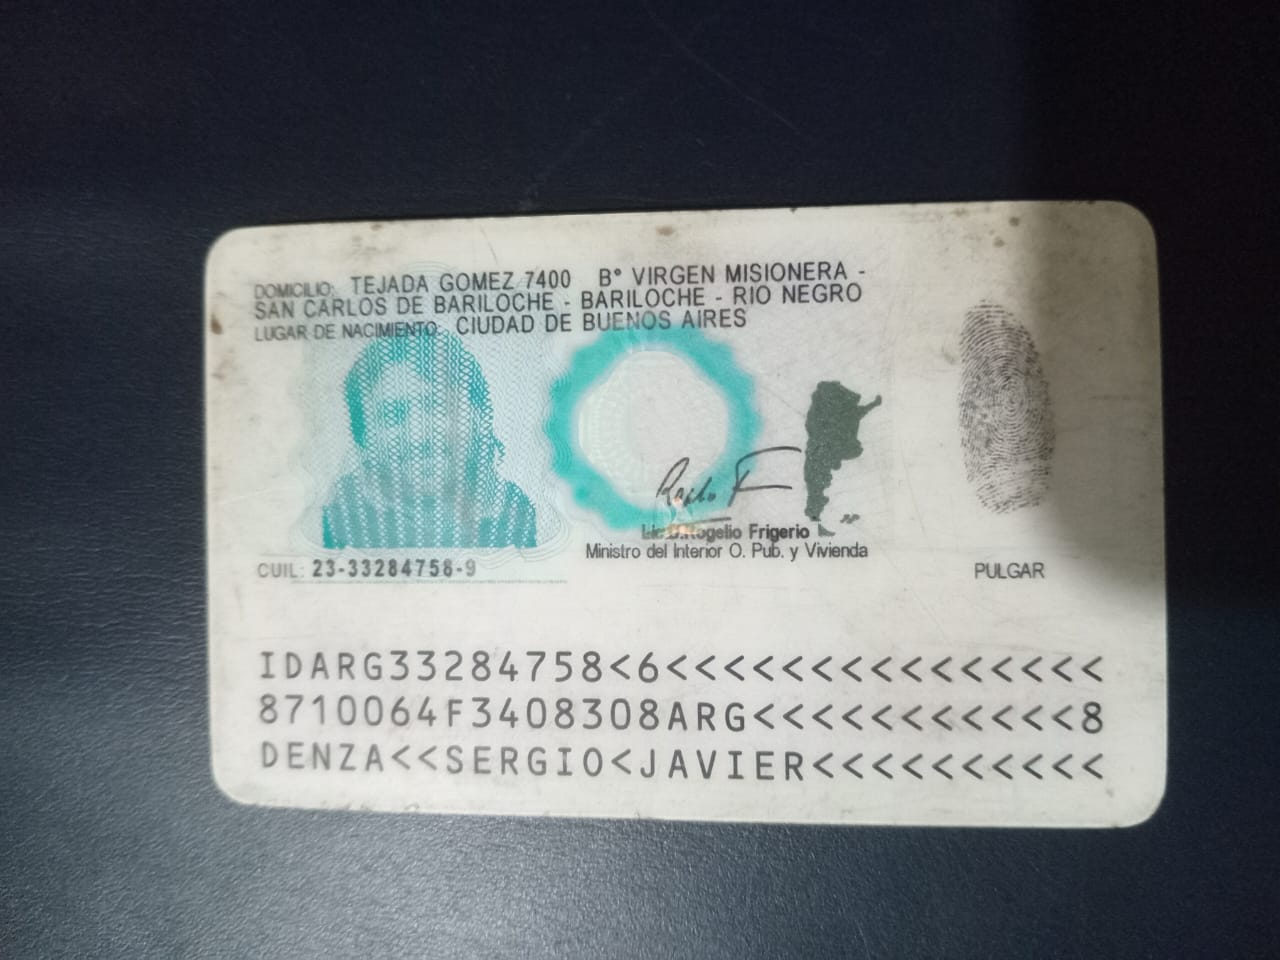 DOMICILIO: TEJADA GOMEZ 7400 B° VIRGEN MISIONERA -
SAN CARLOS DE BARILOCHE - BARILOCHE - RIO NEGRO
LUGAR DE NACIMIENTO: CIUDAD DE BUENOS AIRES
Rogelio Frigerio
Ministro del Interior O. Pub. y Vivienda
CUIL: 23-33284758-9
PULGAR
IDARG33284758<6<<<<<<<<<<<<<<<
8710064F3408308ARG<<<<<<<<<<<8
DENZA<<SERGIO<JAVIER<<<<<<<<<<